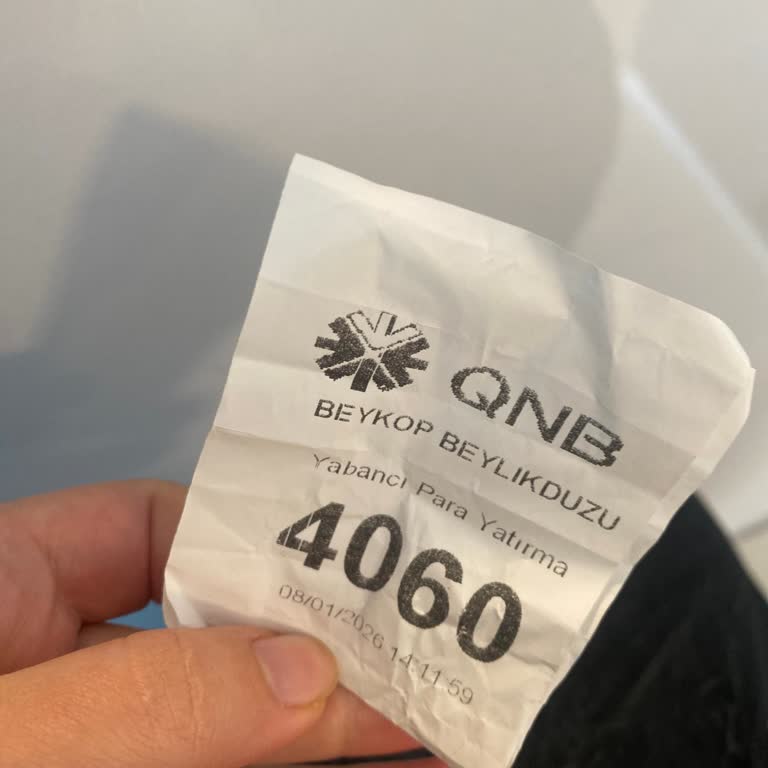 QNB
BEYKOP BEYLIKDUZU
Yabancı Para Yatırma
4060
08/01/2026 14:11:59